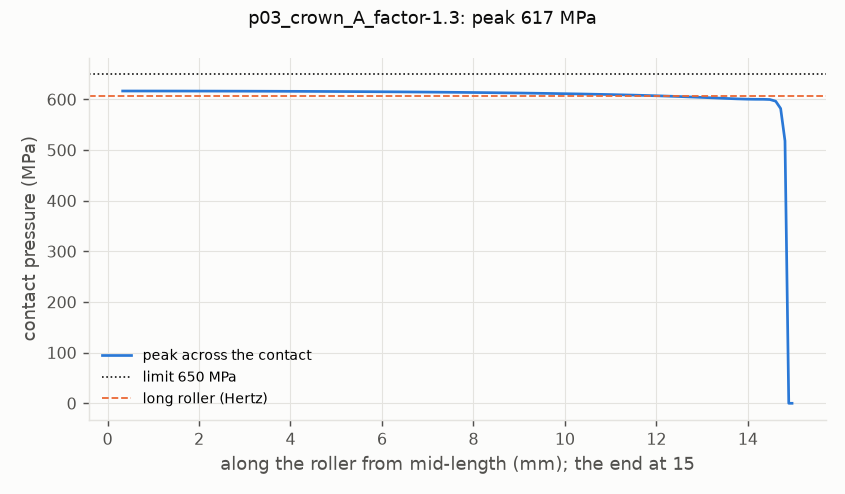 p03_crown_A_factor-1.3: peak 617 MPa
contact pressure (MPa)
600
500
400
300
200
100
0
peak across the contact
limit 650 MPa
long roller (Hertz)
0 2 4 6 8 10 12 14
along the roller from mid-length (mm); the end at 15